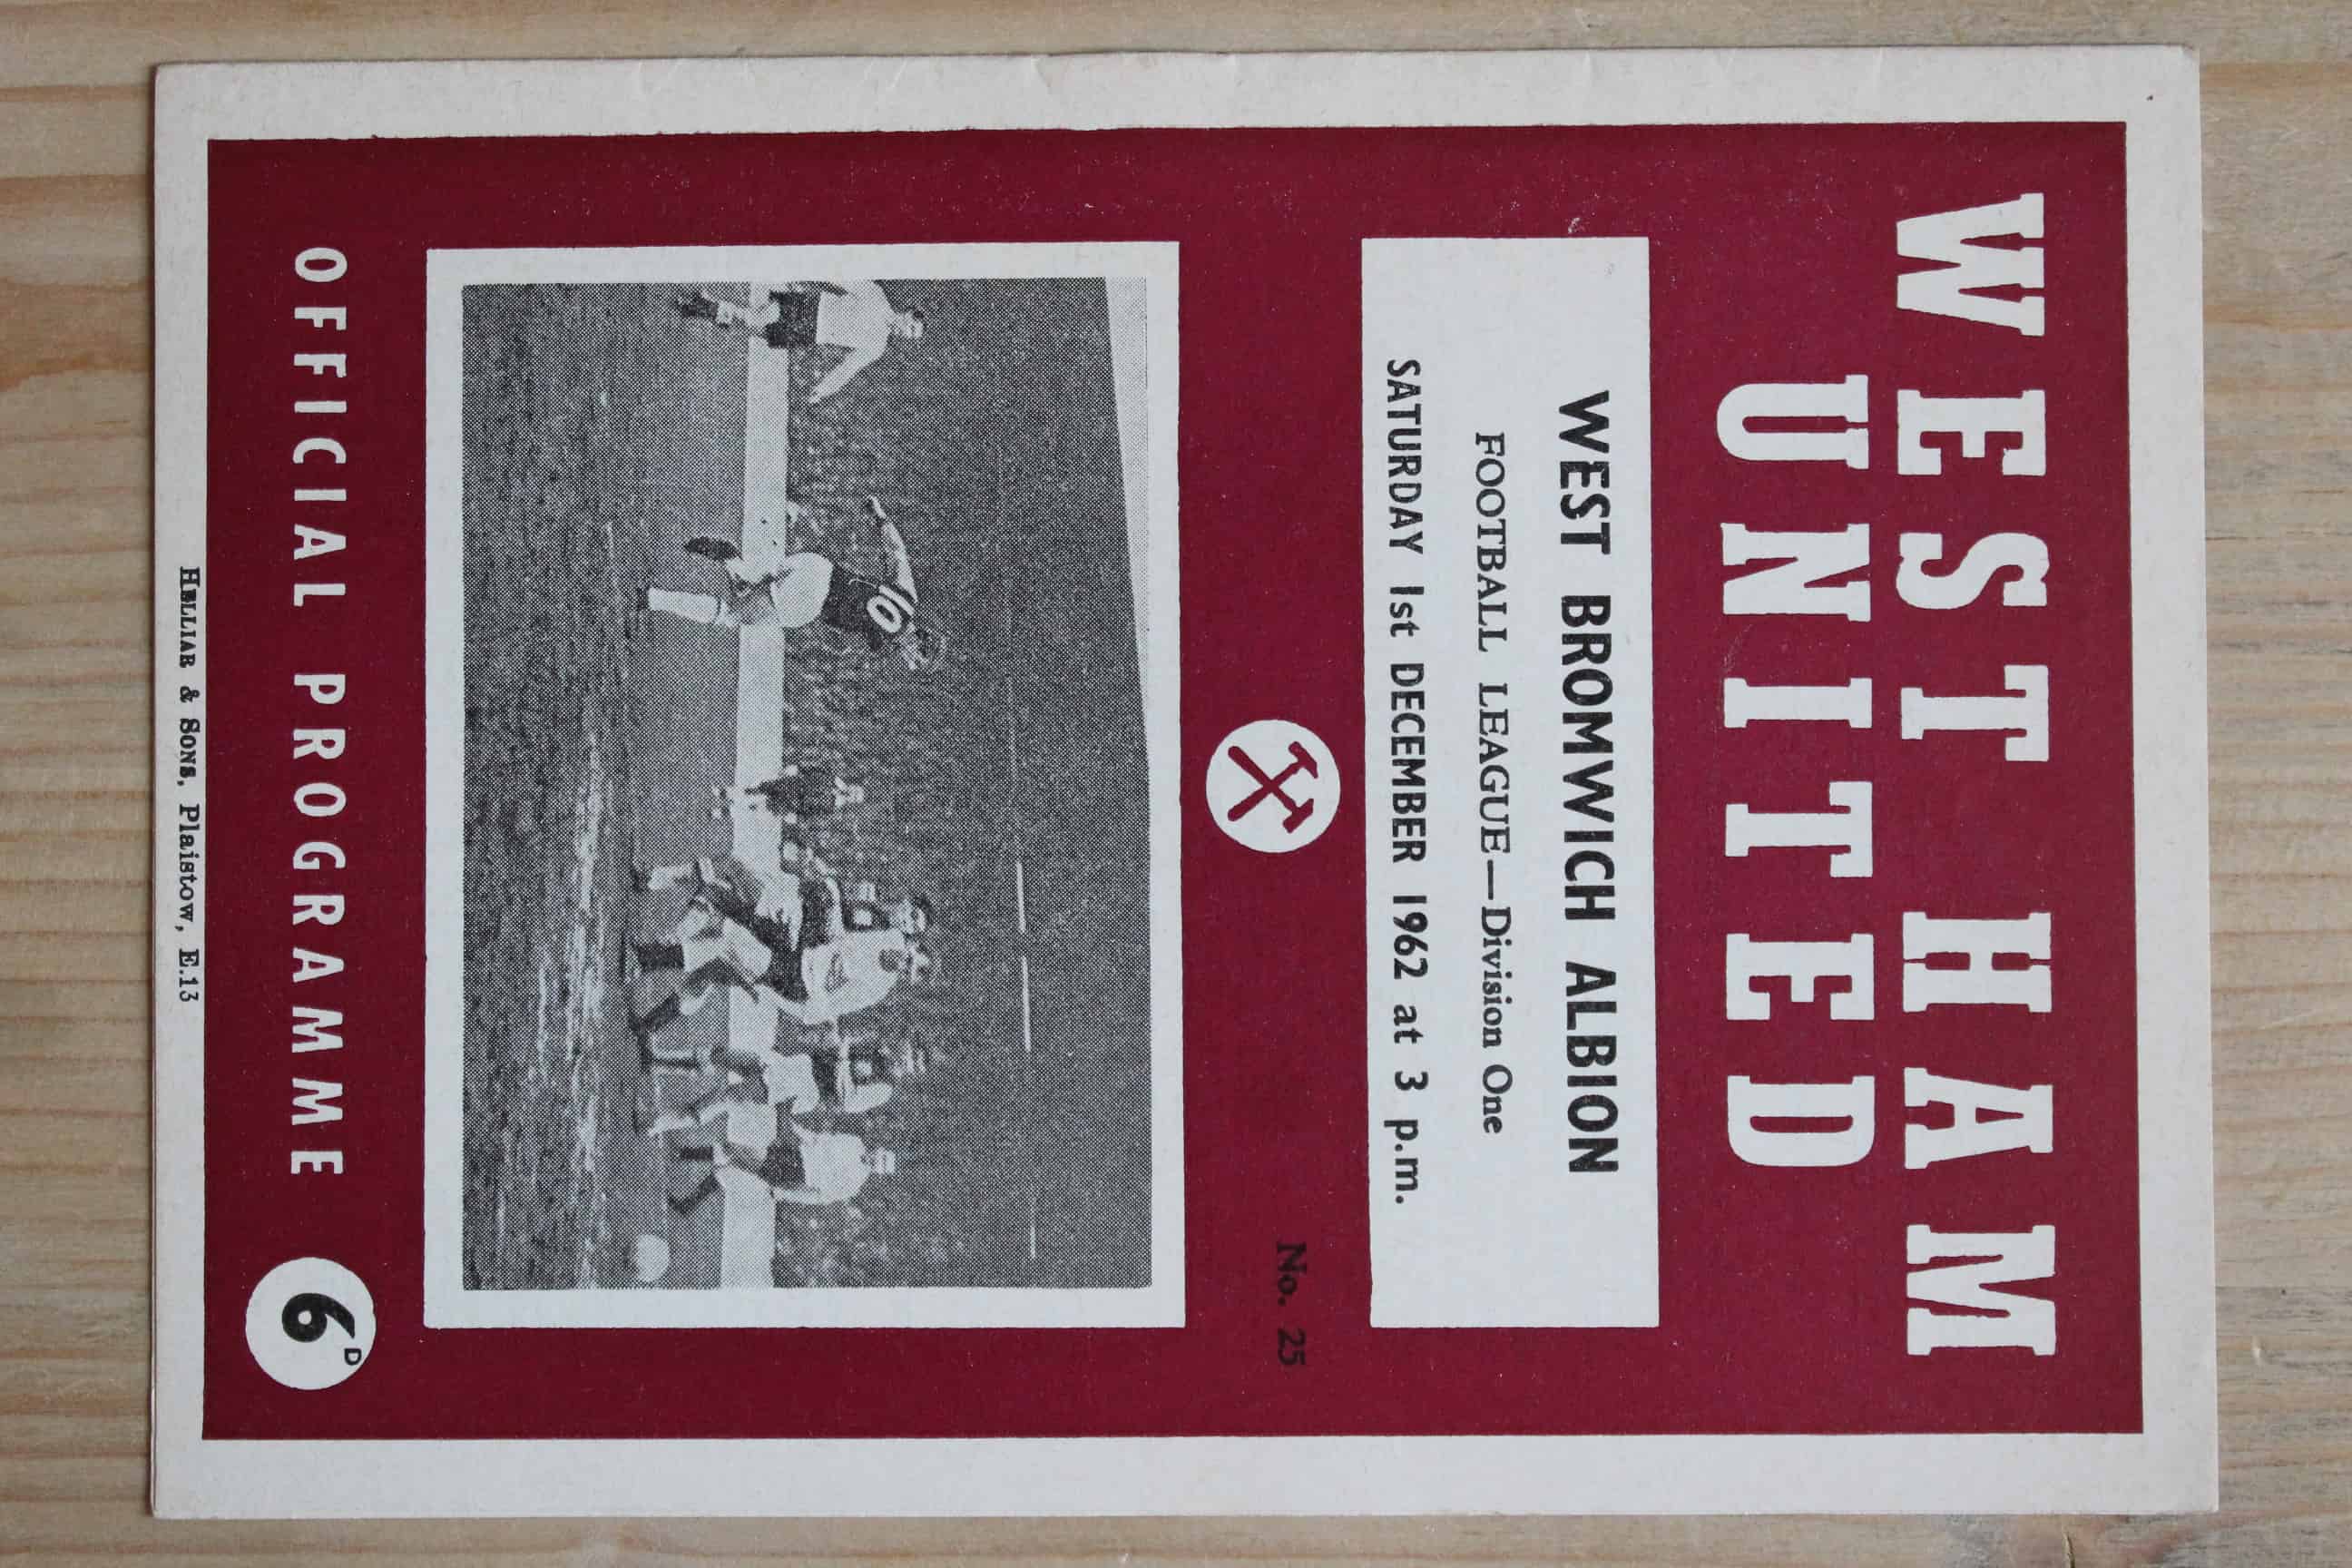 WEST HAM
UNITED
WEST BROMWICH ALBION
FOOTBALL LEAGUE—Division One
SATURDAY 1st DECEMBER 1962 at 3 p.m.
No. 25
10
OFFICIAL PROGRAMME
6D
HELLIAR & SONS, Plaistow, E.13